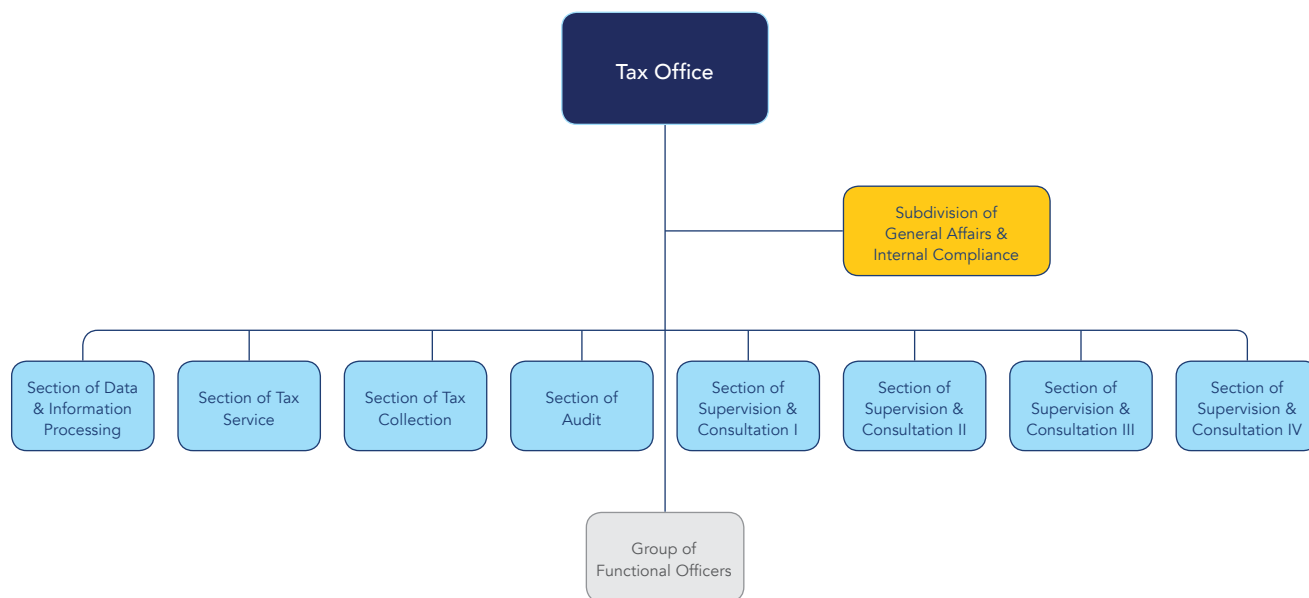 Tax Office
Subdivision of
General Affairs &
Internal Compliance
Section of Data
& Information
Processing
Section of Tax
Service
Section of Tax
Collection
Section of
Audit
Section of
Supervision &
Consultation I
Section of
Supervision &
Consultation II
Section of
Supervision &
Consultation III
Section of
Supervision &
Consultation IV
Group of
Functional Officers